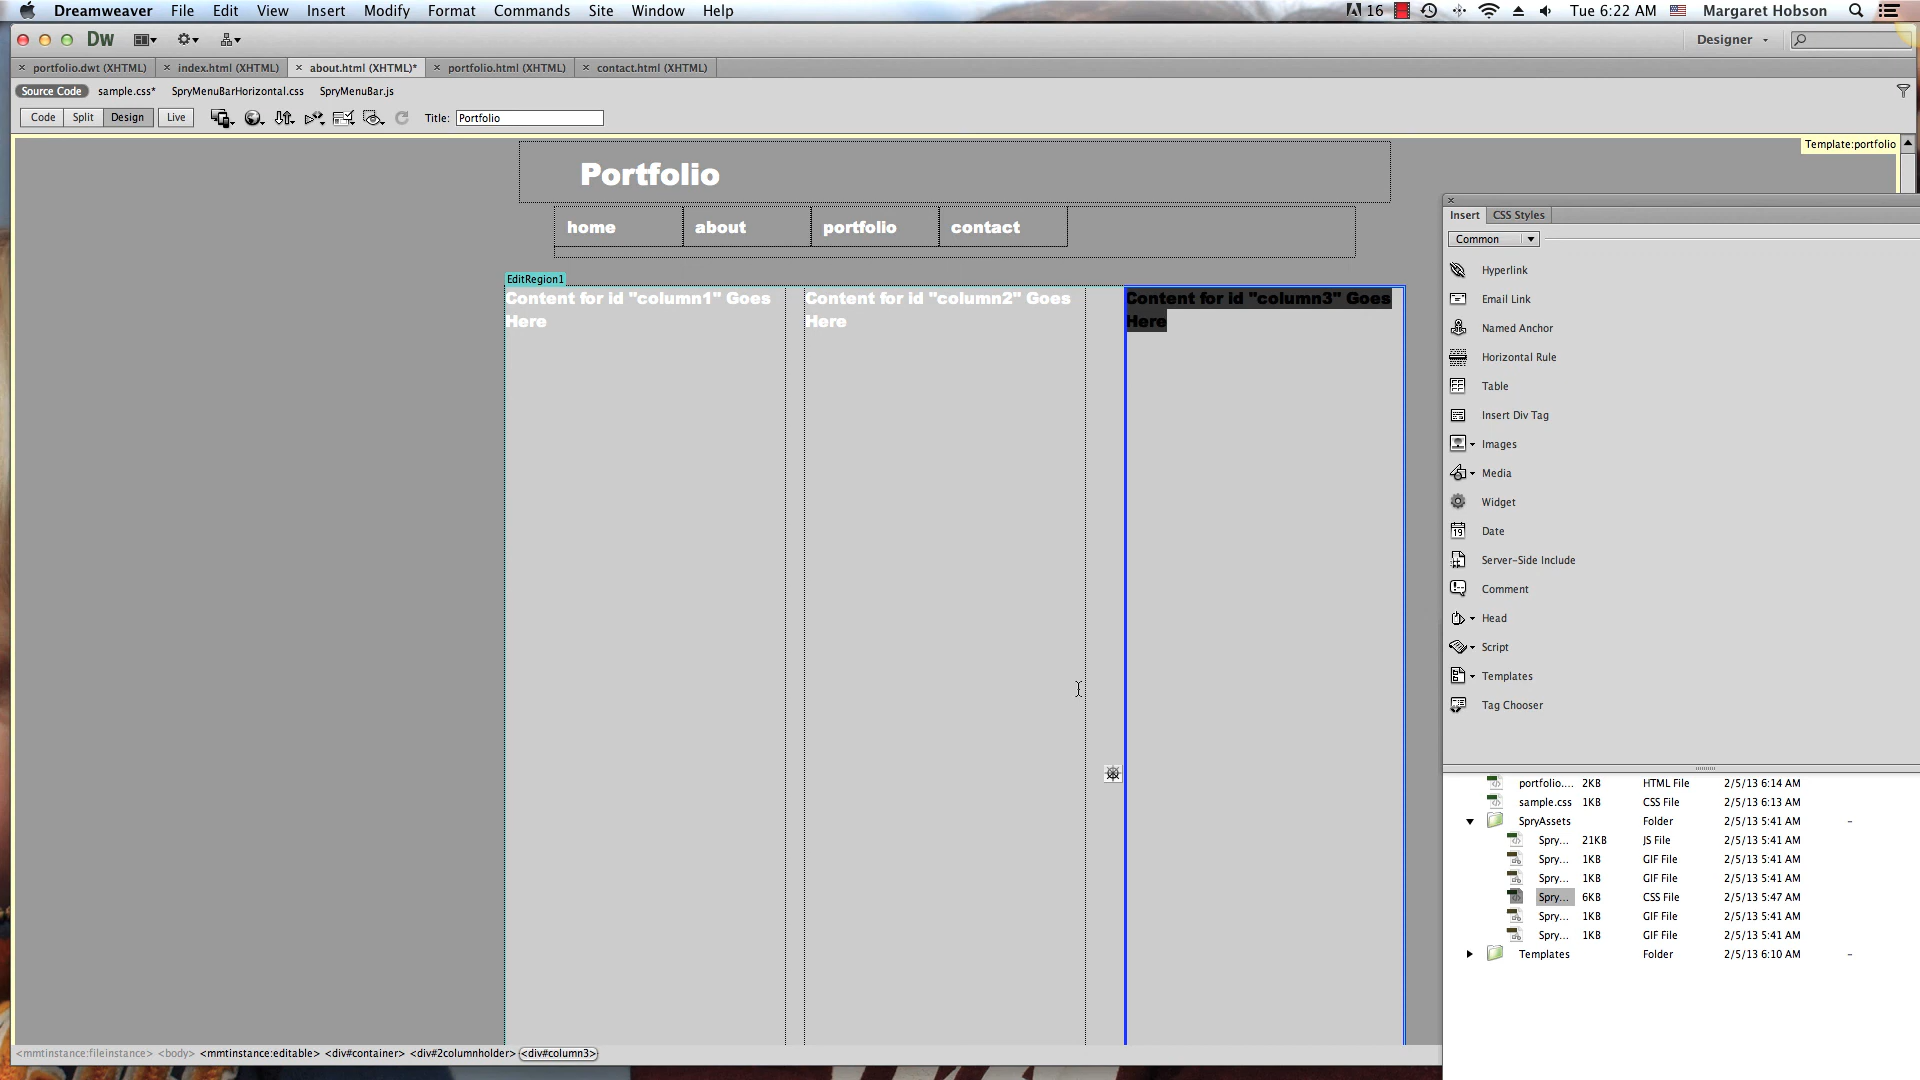 Dreamweaver File Edit View Insert Modify Format Commands Site Window Help 16 Tue 6:22 AM Margaret Hobson
Dw Designer
portfolio.dwt (XHTML) index.html (XHTML) about.html (XHTML)* portfolio.html (XHTML) contact.html (XHTML)
Source Code sample.css* SpryMenuBarHorizontal.css SpryMenuBar.js
Code Split Design Live Title: Portfolio
Template:portfolio
Portfolio
home about portfolio contact
EditRegion1
Content for id "column1" Goes
Here
Content for id "column2" Goes
Here
Content for id "column3" Goes
Here
Insert CSS Styles
Common
Hyperlink
Email Link
Named Anchor
Horizontal Rule
Table
Insert Div Tag
Images
Media
Widget
19 Date
Server-Side Include
Comment
Head
Script
Templates
Tag Chooser
portfolio.... 2KB HTML File 2/5/13 6:14 AM
sample.css 1KB CSS File 2/5/13 6:13 AM
SpryAssets Folder 2/5/13 5:41 AM -
Spry... 21KB JS File 2/5/13 5:41 AM
Spry... 1KB GIF File 2/5/13 5:41 AM
Spry... 1KB GIF File 2/5/13 5:41 AM
Spry... 6KB CSS File 2/5/13 5:47 AM
Spry... 1KB GIF File 2/5/13 5:41 AM
Spry... 1KB GIF File 2/5/13 5:41 AM
Templates Folder 2/5/13 6:10 AM -
<mmtinstance:fileinstance> <body> <mmtinstance:editable> <div#container> <div#2columnholder> <div#column3>